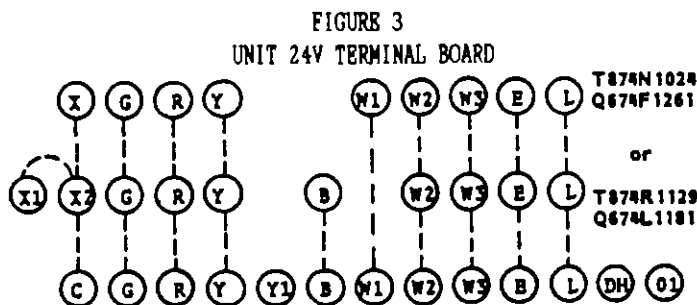 FIGURE 3
UNIT 24V TERMINAL BOARD
X G R Y W1 W2 W3 E L T874N1024
Q674F1261
or
X1 X2 G R Y B W2 W3 E L T874R1129
Q674L1181
C G R Y Y1 B W1 W2 W3 E L DH 01